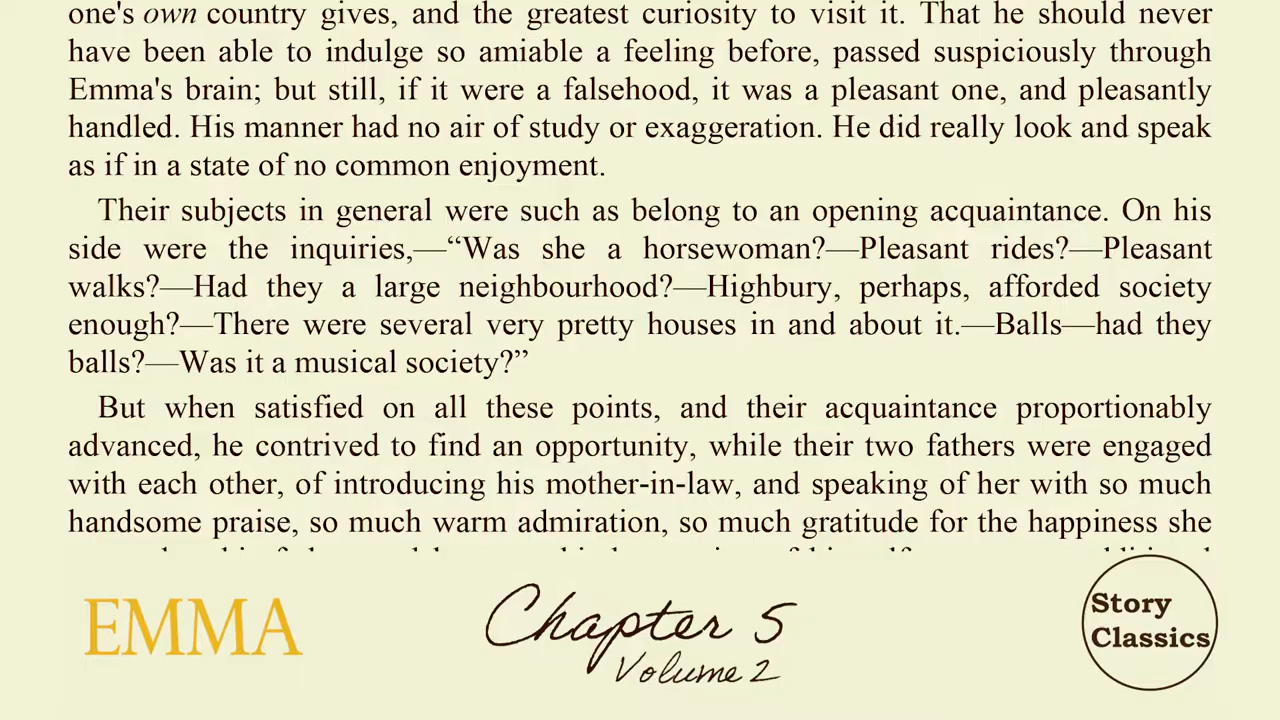 one's own country gives, and the greatest curiosity to visit it. That he should never
have been able to indulge so amiable a feeling before, passed suspiciously through
Emma's brain; but still, if it were a falsehood, it was a pleasant one, and pleasantly
handled. His manner had no air of study or exaggeration. He did really look and speak
as if in a state of no common enjoyment.
Their subjects in general were such as belong to an opening acquaintance. On his
side were the inquiries,—“Was she a horsewoman?—Pleasant rides?—Pleasant
walks?—Had they a large neighbourhood?—Highbury, perhaps, afforded society
enough?—There were several very pretty houses in and about it.—Balls—had they
balls?—Was it a musical society?”
But when satisfied on all these points, and their acquaintance proportionably
advanced, he contrived to find an opportunity, while their two fathers were engaged
with each other, of introducing his mother-in-law, and speaking of her with so much
handsome praise, so much warm admiration, so much gratitude for the happiness she
EMMA
Chapter 5
Volume 2
Story
Classics